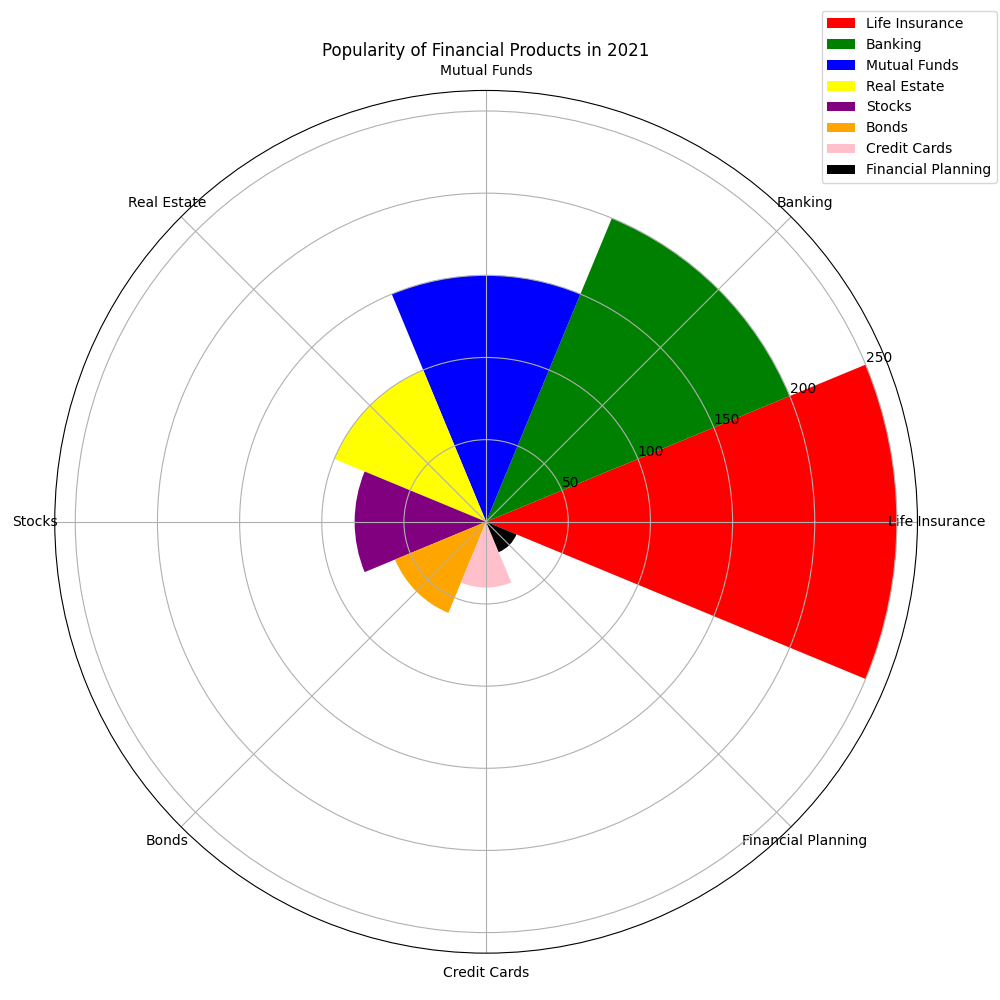 Popularity of Financial Products in 2021
Life Insurance
Banking
Mutual Funds
Real Estate
Stocks
Bonds
Credit Cards
Financial Planning
Mutual Funds
Real Estate
Banking
250
200
150
100
50
Stocks
Life Insurance
Bonds
Financial Planning
Credit Cards